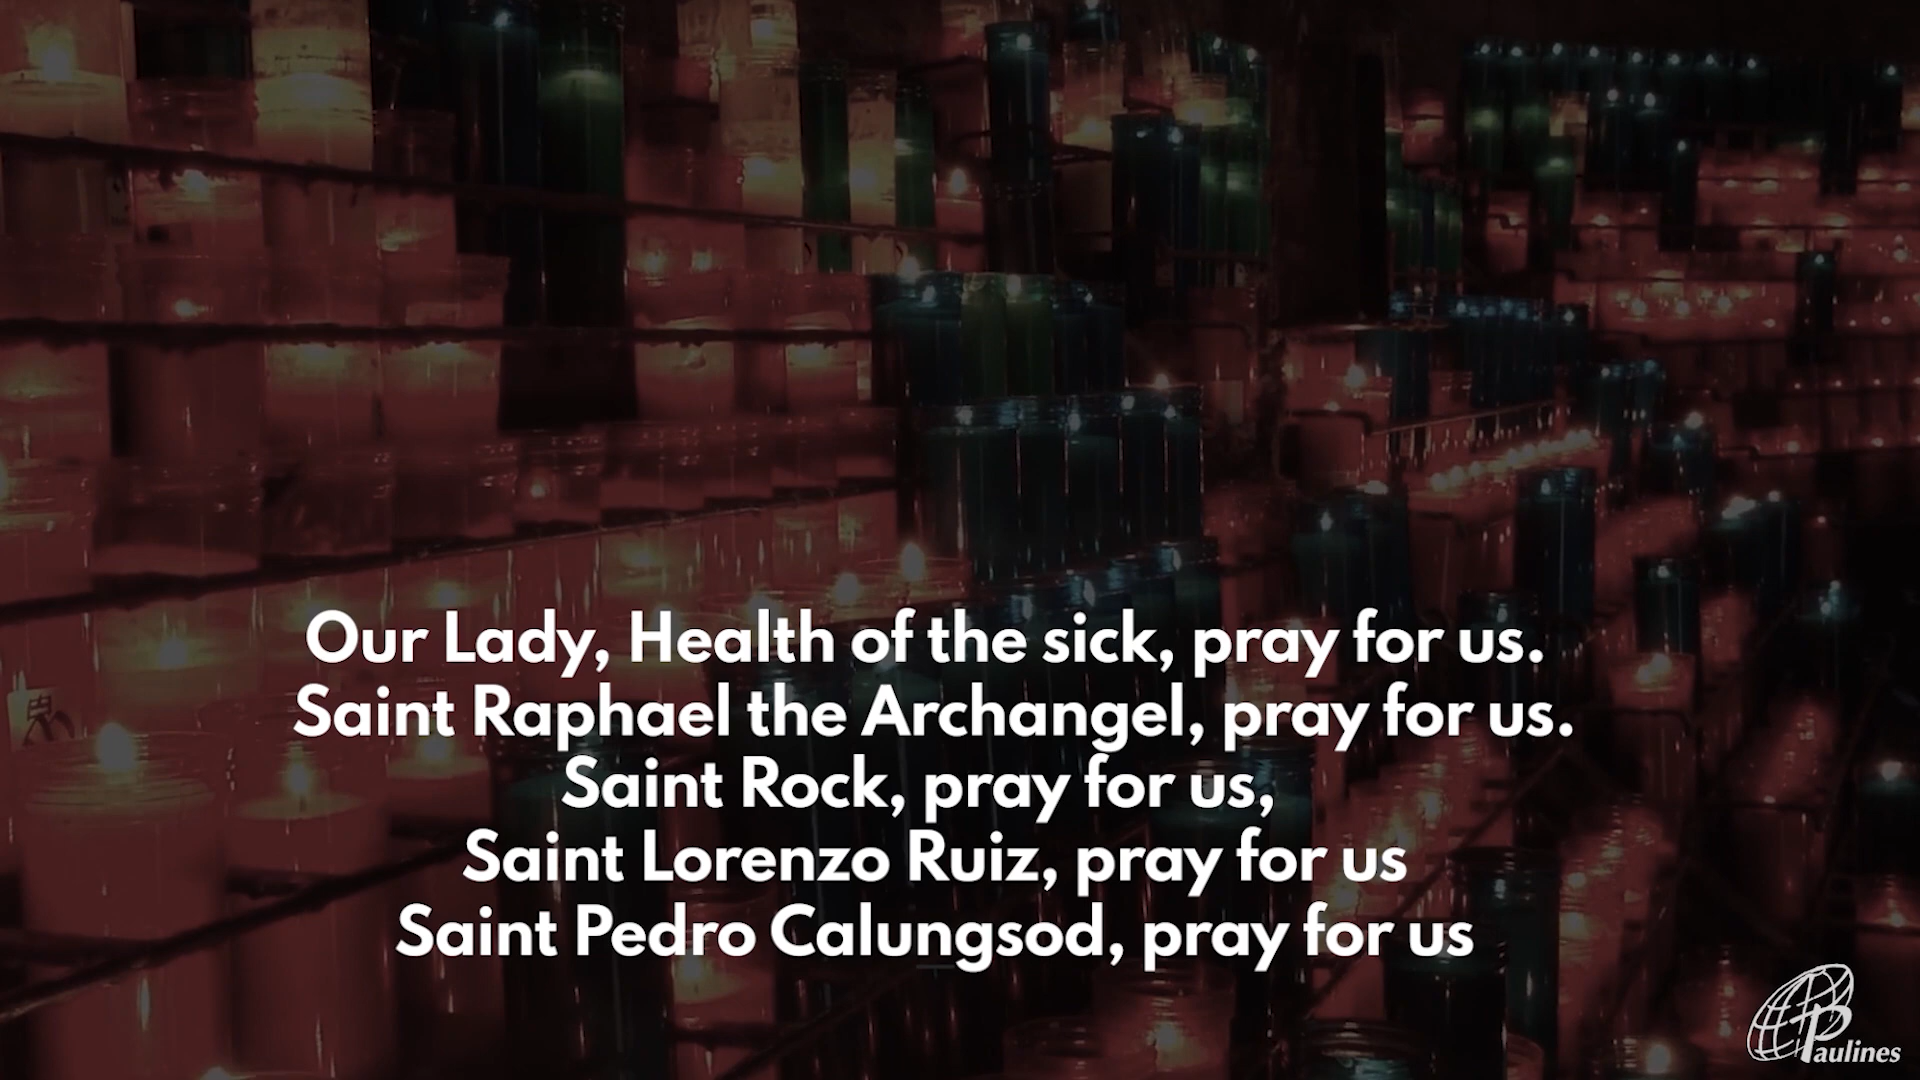 Our Lady, Health of the sick, pray for us.
Saint Raphael the Archangel, pray for us.
Saint Rock, pray for us,
Saint Lorenzo Ruiz, pray for us
Saint Pedro Calungsod, pray for us
Paulines